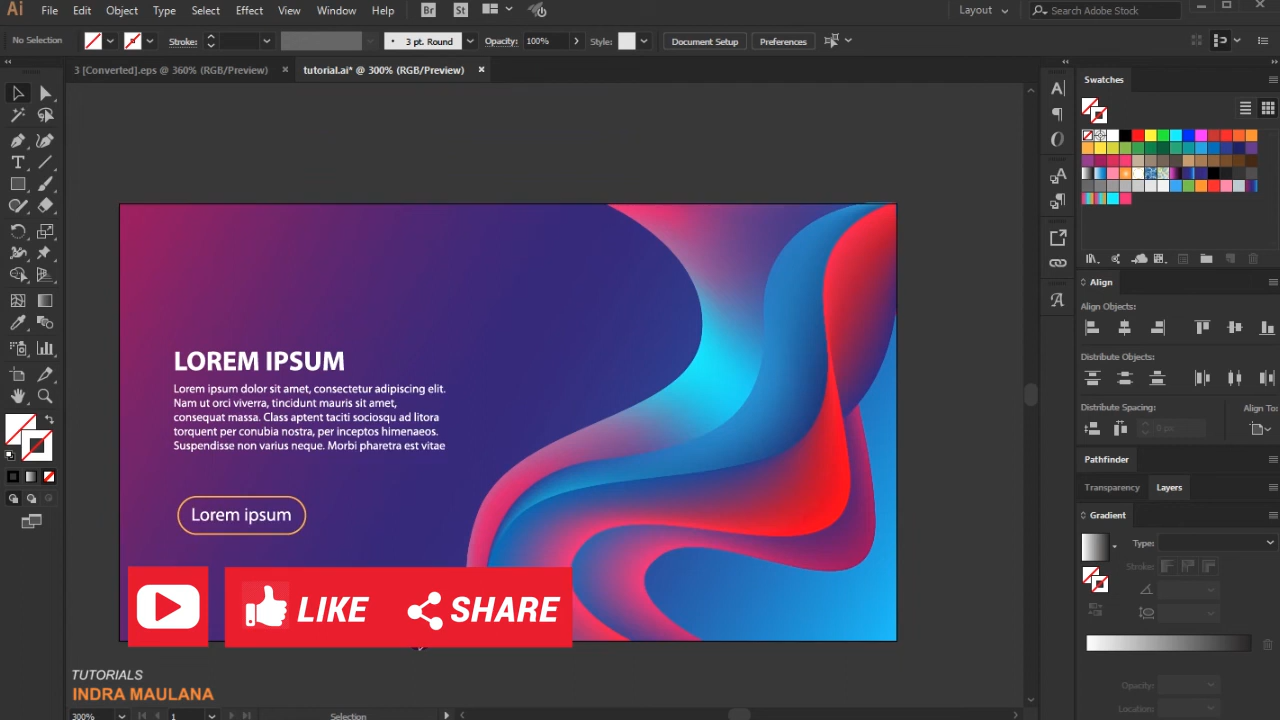 Ai File Edit Object Type Select Effect View Window Help Br St Layout Search Adobe Stock
No Selection Stroke: 3 pt. Round Opacity: 100% Style: Document Setup Preferences
3 [Converted].eps @ 360% (RGB/Preview) × tutorial.ai* @ 300% (RGB/Preview) ×
Swatches
Align
Align Objects:
Distribute Objects:
Distribute Spacing: Align To:
0 px
Pathfinder
Transparency Layers
Gradient
Type:
Stroke:
Opacity:
Locations:
LOREM IPSUM
Lorem ipsum dolor sit amet, consectetur adipiscing elit.
Nam ut orci viverra, tincidunt mauris sit amet,
consequat massa. Class aptent taciti sociosqu ad litora
torquent per conubia nostra, per inceptos himenaeos.
Suspendisse non varius neque. Morbi pharetra est vitae
Lorem ipsum
LIKE SHARE
TUTORIALS
INDRA MAULANA
300% 1 Selection